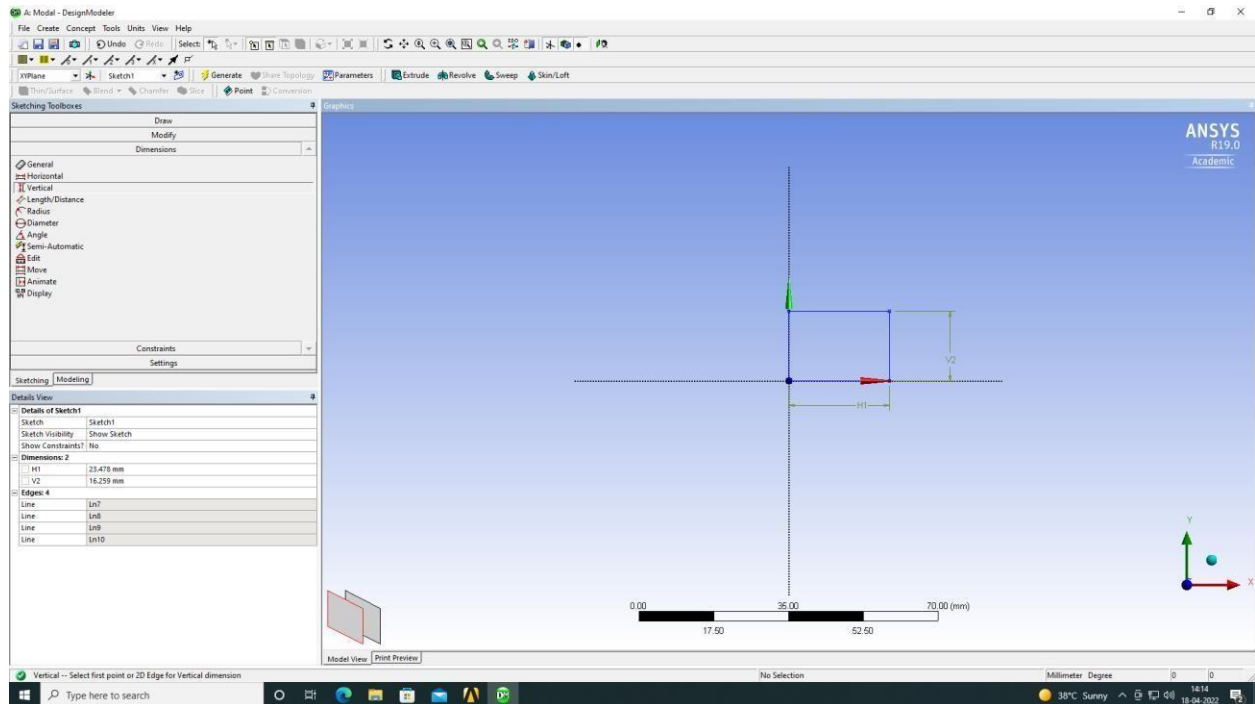 A: Modal - DesignModeler
File Create Concept Tools Units View Help
Undo Redo Select:
XYPlane Sketch1 Generate Share Topology Parameters Extrude Revolve Sweep Skin/Loft
Thin/Surface Blend Chamfer Slice Point Conversion
Sketching Toolboxes
Draw
Modify
Dimensions
General
Horizontal
Vertical
Length/Distance
Radius
Diameter
Angle
Semi-Automatic
Edit
Move
Animate
Display
Constraints
Settings
Sketching Modeling
Details View
Details of Sketch1
Sketch Sketch1
Sketch Visibility Show Sketch
Show Constraints? No
Dimensions: 2
H1 23.478 mm
V2 16.259 mm
Edges: 4
Line Ln7
Line Ln8
Line Ln9
Line Ln10
Graphics
ANSYS
R19.0
Academic
V2
H1
Y
X
0.00 35.00 70.00 (mm)
17.50 52.50
Model View Print Preview
Vertical -- Select first point or 2D Edge for Vertical dimension No Selection Millimeter Degree 0 0
Type here to search
38°C Sunny
14:14
18-04-2022